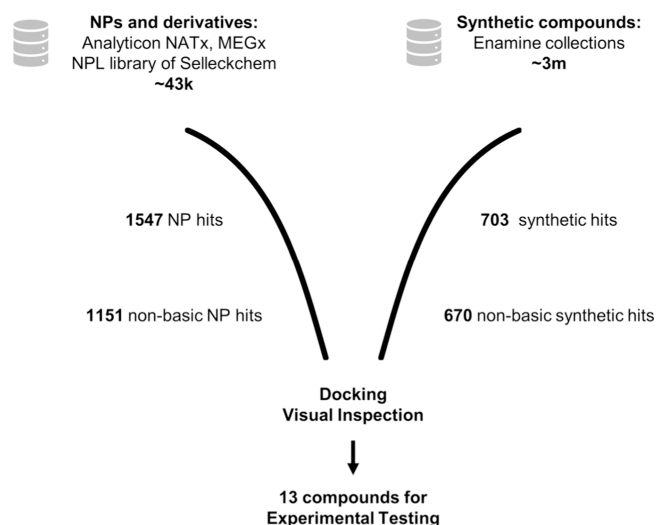 NPs and derivatives:
Analyticon NATx, MEGx
NPL library of Selleckchem
~43k
Synthetic compounds:
Enamine collections
~3m
1547 NP hits
703 synthetic hits
1151 non-basic NP hits
670 non-basic synthetic hits
Docking
Visual Inspection
13 compounds for
Experimental Testing